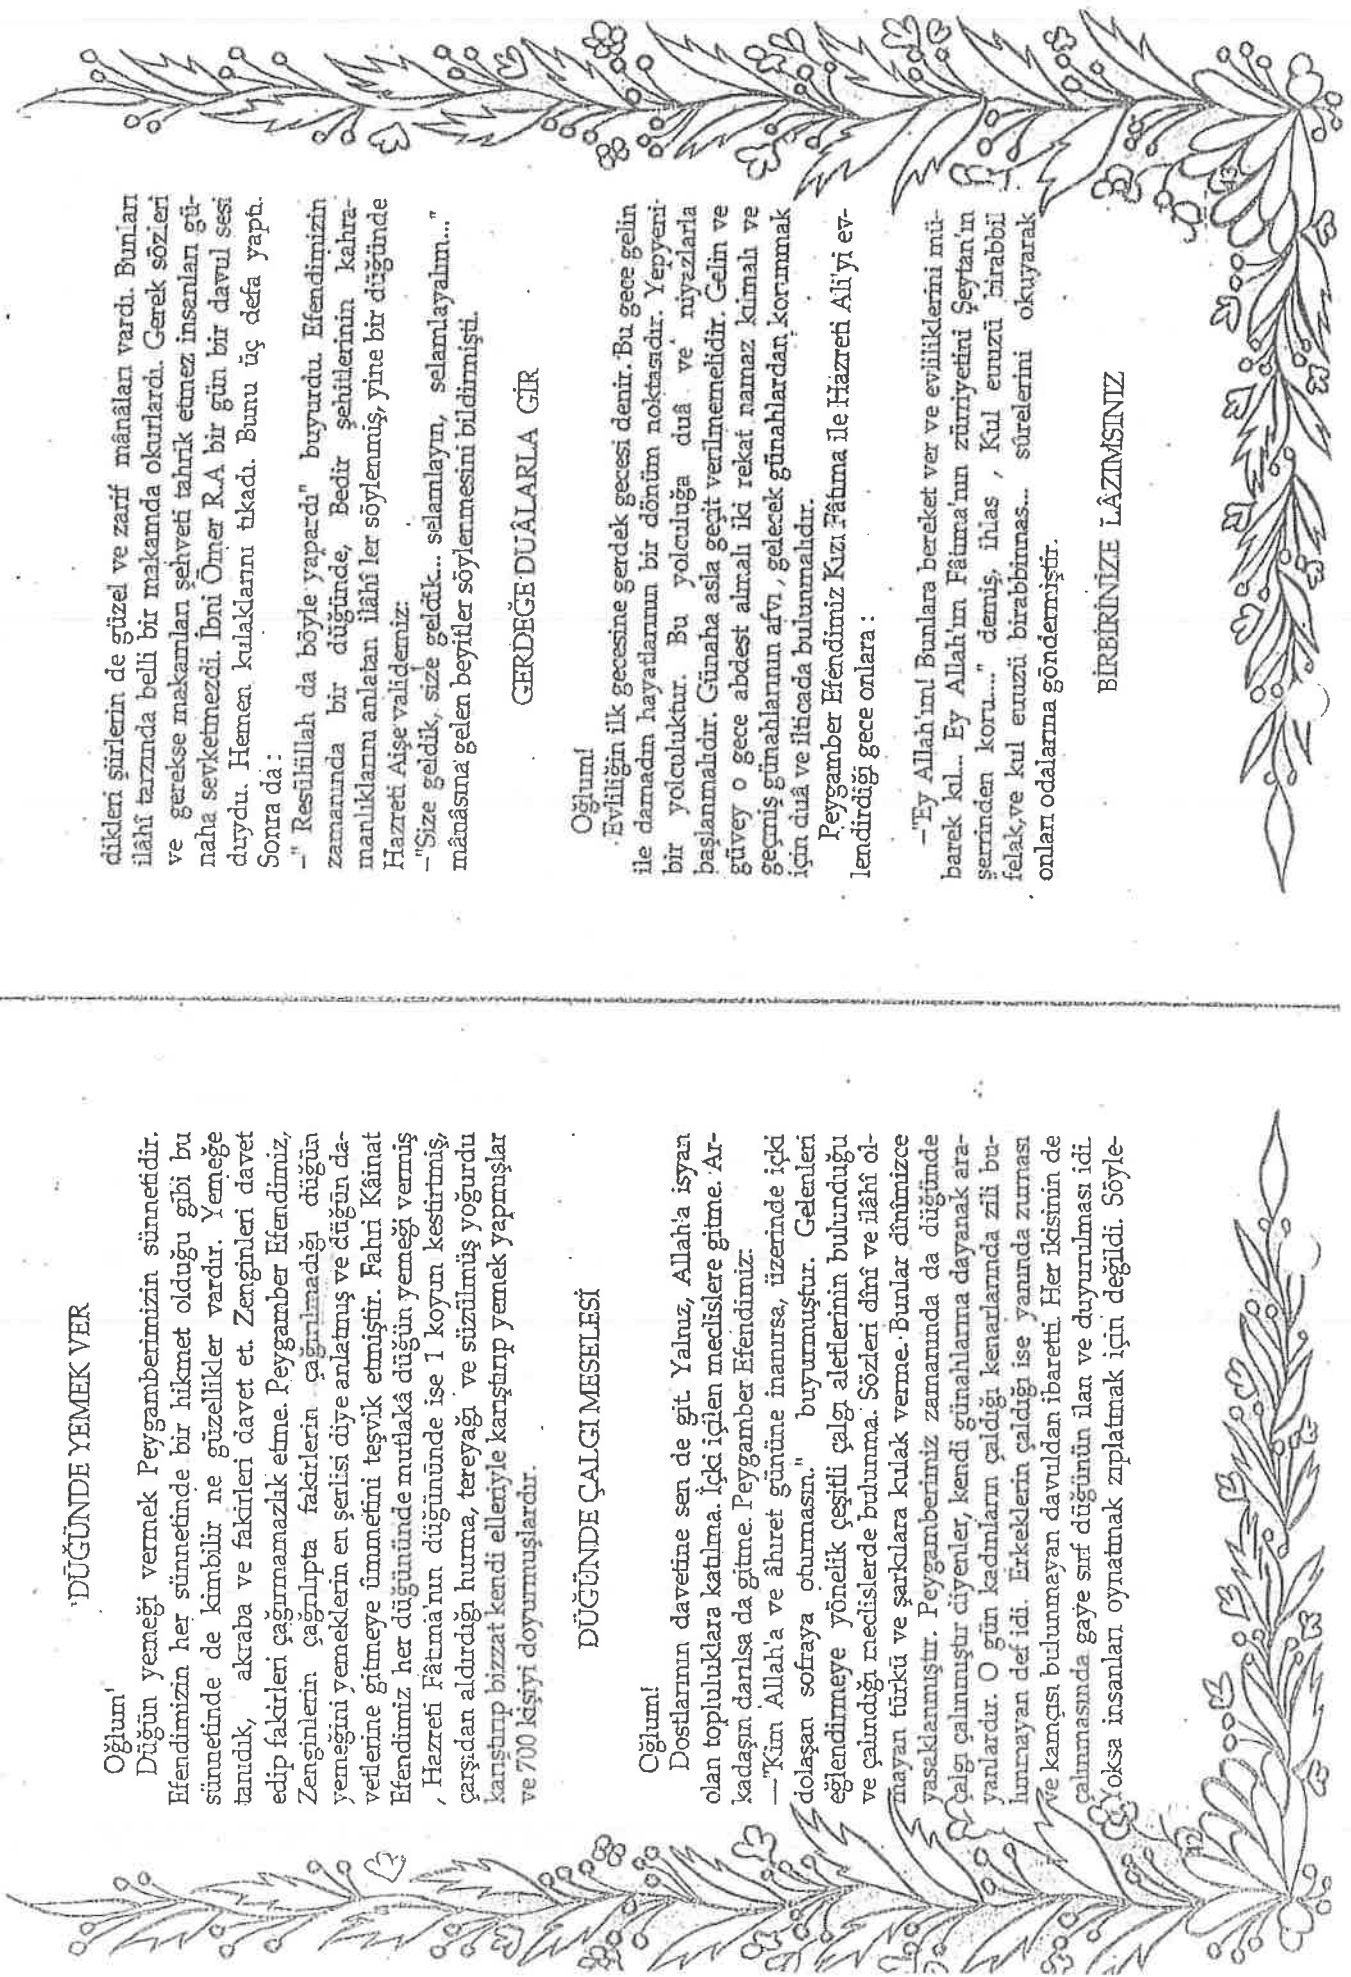 DÜĞÜNDE YEMEK VER
Oğlum!
Düğün yemeği vermek Peygamberimizin sünnetidir.
Efendimizin her sünnetinde bir hikmet olduğu gibi bu
sünnetinde de kimbilir ne güzellikler vardır. Yemeğe
tanıdık, akraba ve fakirleri davet et. Zenginleri davet
edip fakirleri çağırmamazlık etme. Peygamber Efendimiz,
Zenginlerin çağrılıpta fakirlerin çağırılmadığı düğün
yemeğini yemeklerin en şerlisi diye anlatmış ve düğün da-
vetlerine gitmeye ümmetini teşvik etmiştir. Fahri Kâinat
Efendimiz her düğününde mutlakâ düğün yemeği vermiş
, Hazreti Fâtıma'nın düğününde ise 1 koyun kestirtmiş,
çarşıdan aldırdığı hurma, tereyağı ve süzülmüş yoğurdu
karıştırıp bizzat kendi elleriyle karıştırıp yemek yapmışlar
ve 700 kişiyi doyurmuşlardır.
DÜĞÜNDE ÇALGI MESELESİ
Oğlum!
Dostlarının davetine sen de git. Yalnız, Allah'a isyan
olan topluluklara katılma. İçki içilen meclislere gitme. Ar-
kadaşın darılsa da gitme. Peygamber Efendimiz:
—"Kim Allah'a ve âhıret gününe inanırsa, üzerinde içki
dolaşan sofraya oturmasın." buyurmuştur. Gelenleri
eğlendirmeye yönelik çeşitli çalgı aletlerinin bulunduğu
ve çalındığı meclislerde bulunma. Sözleri dînî ve ilâhî ol-
mayan türkü ve şarkılara kulak verme. Bunlar dînîmizce
yasaklanmıştır. Peygamberimiz zamanında da düğünde
çalgı çalınmıştır diyenler, kendi günahlarına dayanak ara-
yanlardır. O gün kadınların çaldığı kenarlarında zili bu-
lunmayan def idi. Erkeklerin çaldığı ise yanında zurnası
ve kamçısı bulunmayan davuldan ibaretti. Her ikisinin de
çalınmasında gaye sırf düğünün ilan ve duyurulması idi.
Yoksa insanları oynatmak zıplatmak için değildi. Söyle-
12
dikleri şiirlerin de güzel ve zarif mânâları vardı. Bunları
ilâhî tarzında belli bir makamda okurlardı. Gerek sözleri
ve gerekse makamları şehveti tahrik etmez insanları gü-
naha sevketmezdi. İbni Ömer R.A bir gün bir davul sesi
duydu. Hemen kulaklarını tıkadı. Bunu üç defa yaptı.
Sonra da:
—" Resülüllah da böyle yapardı" buyurdu. Efendimizin
zamanında bir düğünde, Bedir şehitlerinin kahra-
manlıklarını anlatan ilâhî ler söylenmiş, yine bir düğünde
Hazreti Aişe validemiz:
—"Size geldik, size geldik... selamlayın, selamlayalım..."
mânâsına gelen beyitler söylenmesini bildirmişti.
GERDEĞE DUÂLARLA GİR
Oğlum!
Evliliğin ilk gecesine gerdek gecesi denir. Bu gece gelin
ile damadın hayatlarının bir dönüm noktasıdır. Yepyeni
bir yolculuktur. Bu yolculuğa duâ ve niyazlarla
başlanmalıdır. Günaha asla geçit verilmemelidir. Gelin ve
güvey o gece abdest almalı iki rekat namaz kılmalı ve
geçmiş günahlarının afvı, gelecek günahlardan korunmak
için duâ ve ilticada bulunmalıdır.
Peygamber Efendimiz Kızı Fâtıma ile Hazreti Ali'yi ev-
lendirdiği gece onlara :
—"Ey Allah'ım! Bunlara bereket ver ve evliliklerini mü-
barek kıl... Ey Allah'ım Fâtıma'nın zürriyetini Şeytan'ın
şerrinden koru...." demiş, ihlas , Kul euuzü birabbil
felak,ve kul euuzü birabbinnas... sûrelerini okuyarak
onları odalarına göndermiştir.
BİRBİRİNİZE LÂZIMSINIZ
13